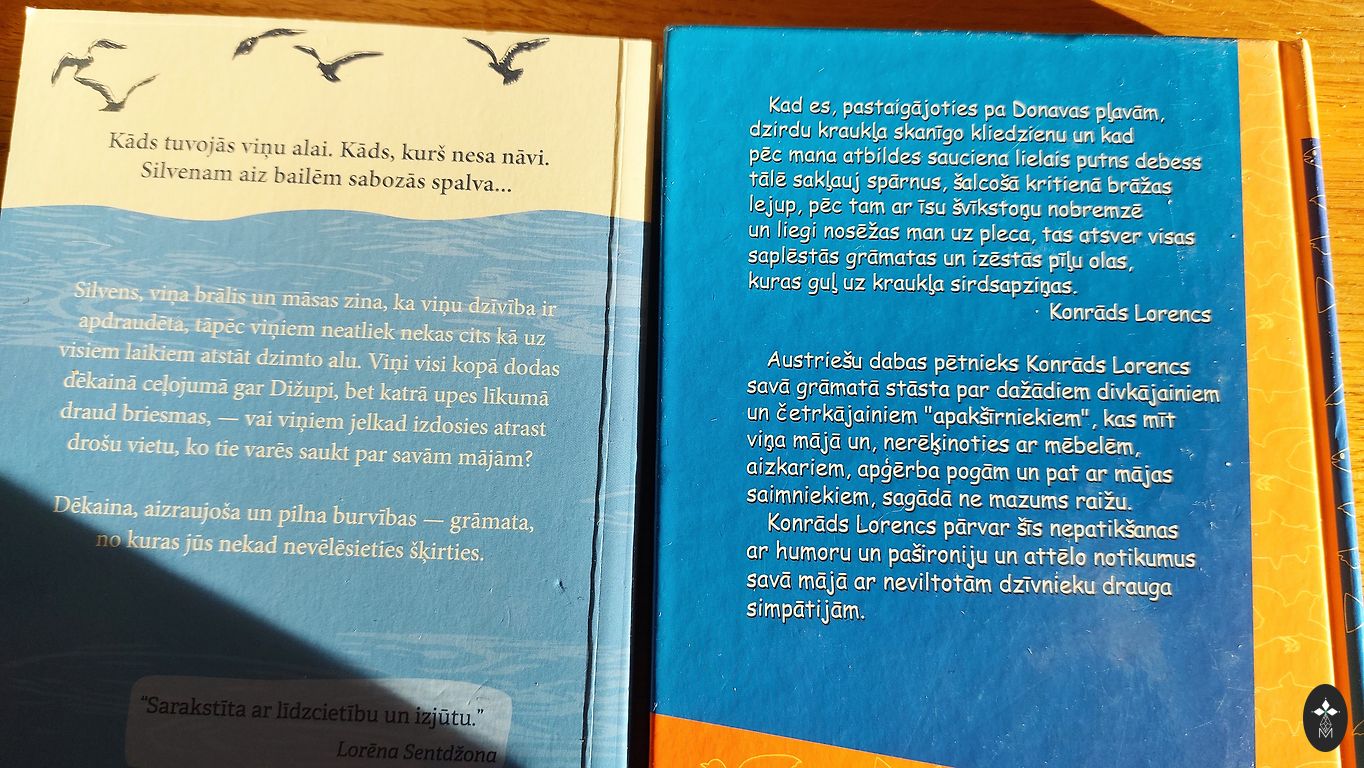 Kāds tuvojās viņu alai. Kāds, kurš nesa nāvi.
Silvenam aiz bailēm sabozās spalva...
Silvens, viņa brālis un māsas zina, ka viņu dzīvība ir
apdraudēta, tāpēc viņiem neatliek nekas cits kā uz
visiem laikiem atstāt dzimto alu. Viņi visi kopā dodas
dēkainā ceļojumā gar Dižupi, bet katrā upes līkumā
draud briesmas, — vai viņiem jelkad izdosies atrast
drošu vietu, ko tie varēs saukt par savām mājām?
Dēkaina, aizraujoša un pilna burvības — grāmata,
no kuras jūs nekad nevēlēsieties šķirties.
“Sarakstīta ar līdzcietību un izjūtu.”
Lorēna Sentdžona
Kad es, pastaigājoties pa Donavas pļavām,
dzirdu kraukļa skanīgo kliedzienu un kad
pēc mana atbildes sauciena lielais putns debess
tālē sakļauj spārnus, šalcošā kritienā brāžas
lejup, pēc tam ar īsu švīkstoņu nobremzē
un liegi nosēžas man uz pleca, tas atsver visas
saplēstās grāmatas un izēstās pīļu olas,
kuras guļ uz kraukļa sirdsapziņas.
Konrāds Lorencs
Austriešu dabas pētnieks Konrāds Lorencs
savā grāmatā stāsta par dažādiem divkājainiem
un četrkājainiem "apakšīrniekiem", kas mīt
viņa mājā un, nerēķinoties ar mēbelēm,
aizkariem, apģērba pogām un pat ar mājas
saimniekiem, sagādā ne mazums raižu.
Konrāds Lorencs pārvar šīs nepatikšanas
ar humoru un pašironiju un attēlo notikumus
savā mājā ar neviltotām dzīvnieku drauga
simpātijām.
M